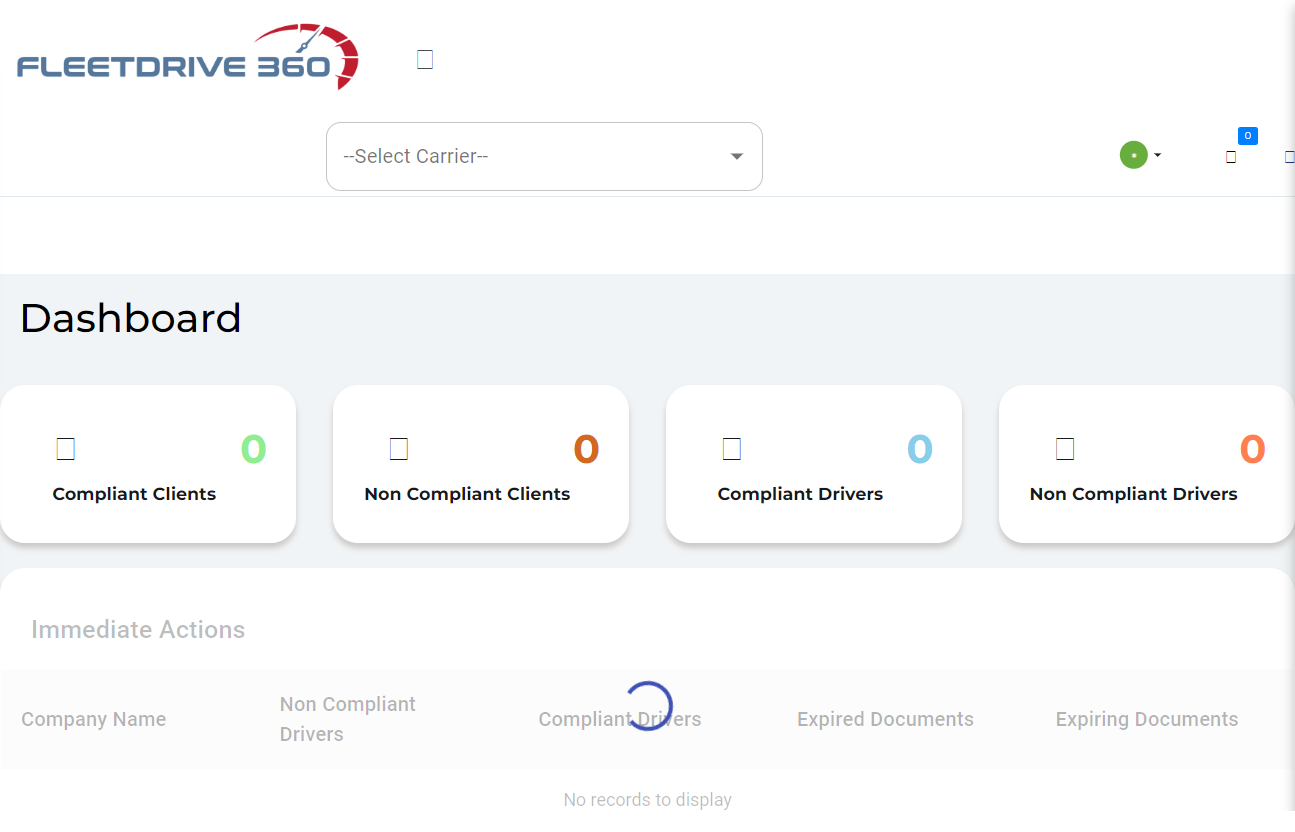 FLEETDRIVE 360
--Select Carrier--
0
Dashboard
0
0
0
0
Compliant Clients
Non Compliant Clients
Compliant Drivers
Non Compliant Drivers
Immediate Actions
Company Name
Non Compliant
Drivers
Compliant Drivers
Expired Documents
Expiring Documents
No records to display